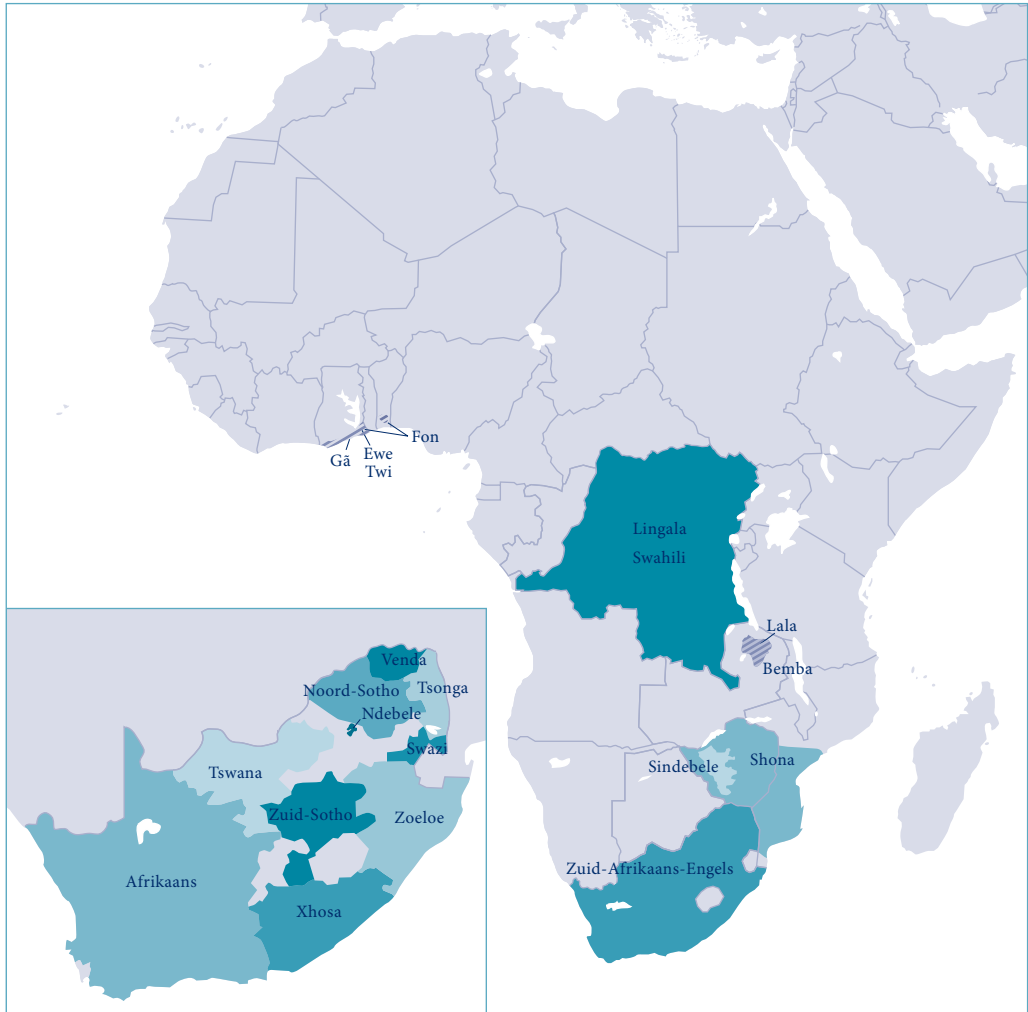 Fon
Gã
Ewe
Twi
Lingala
Swahili
Lala
Bemba
Sindebele
Shona
Zuid-Afrikaans-Engels
Venda
Noord-Sotho
Tsonga
Ndebele
Swazi
Tswana
Zuid-Sotho
Zoeloe
Afrikaans
Xhosa